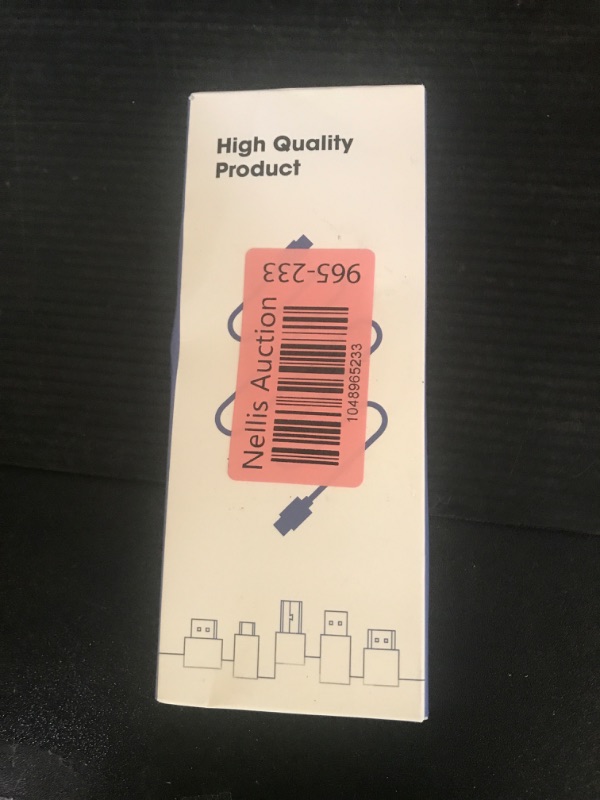 High Quality
Product
965-233
Nellis Auction
1048965233